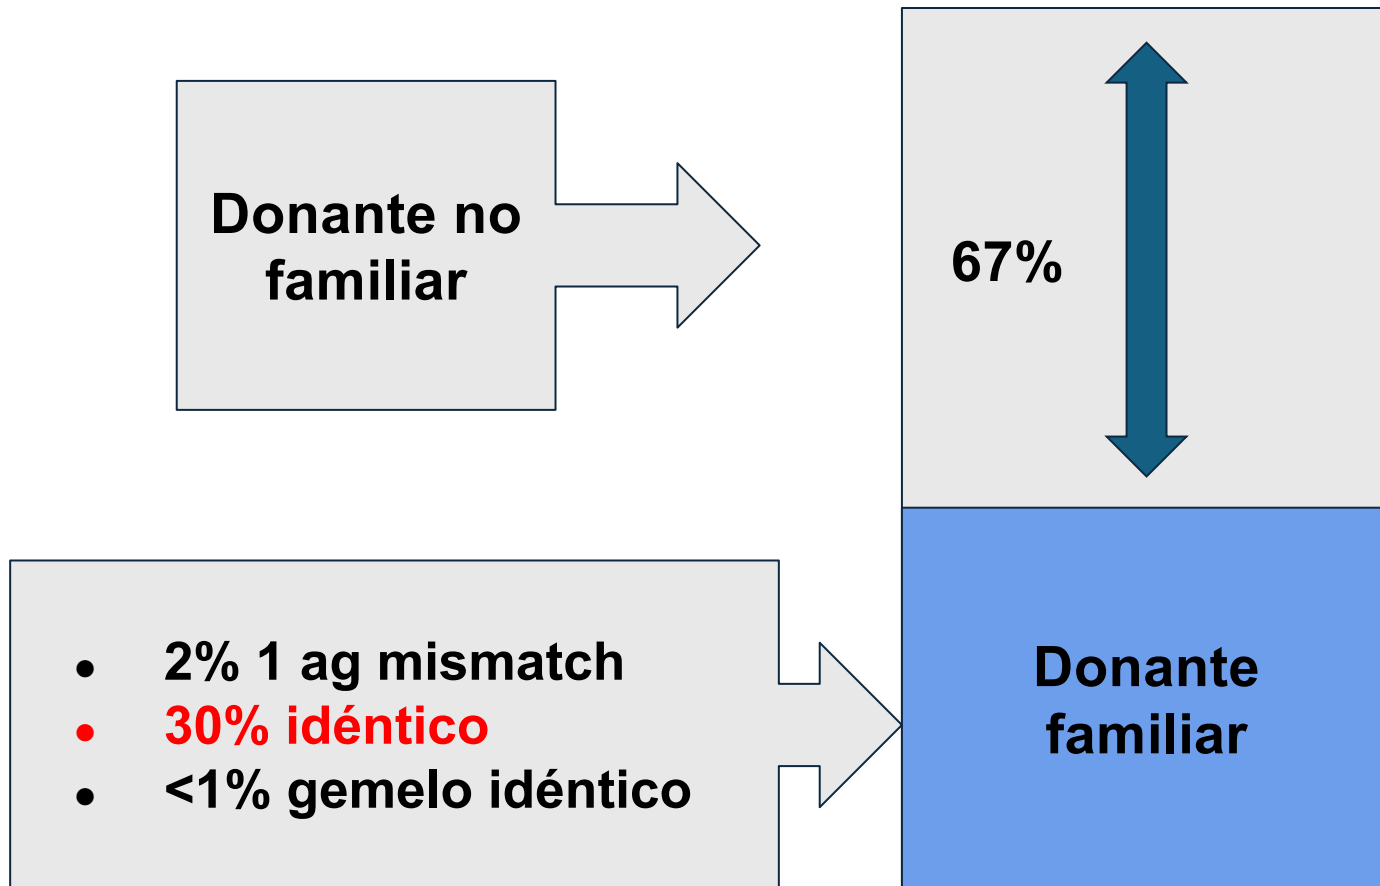 Donante no
familiar
67%
● 2% 1 ag mismatch
● 30% idéntico
● <1% gemelo idéntico
Donante
familiar